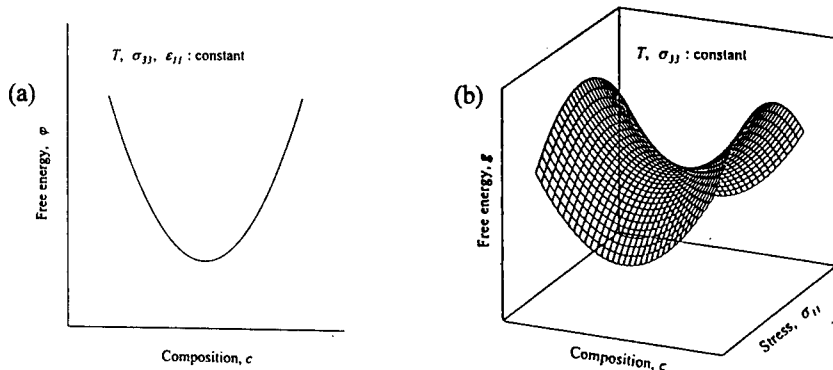 (a)
T, σ33, ε11 : constant
Free energy, φ
Composition, c
(b)
T, σ33 : constant
Free energy, g
Composition, c
Stress, σ11